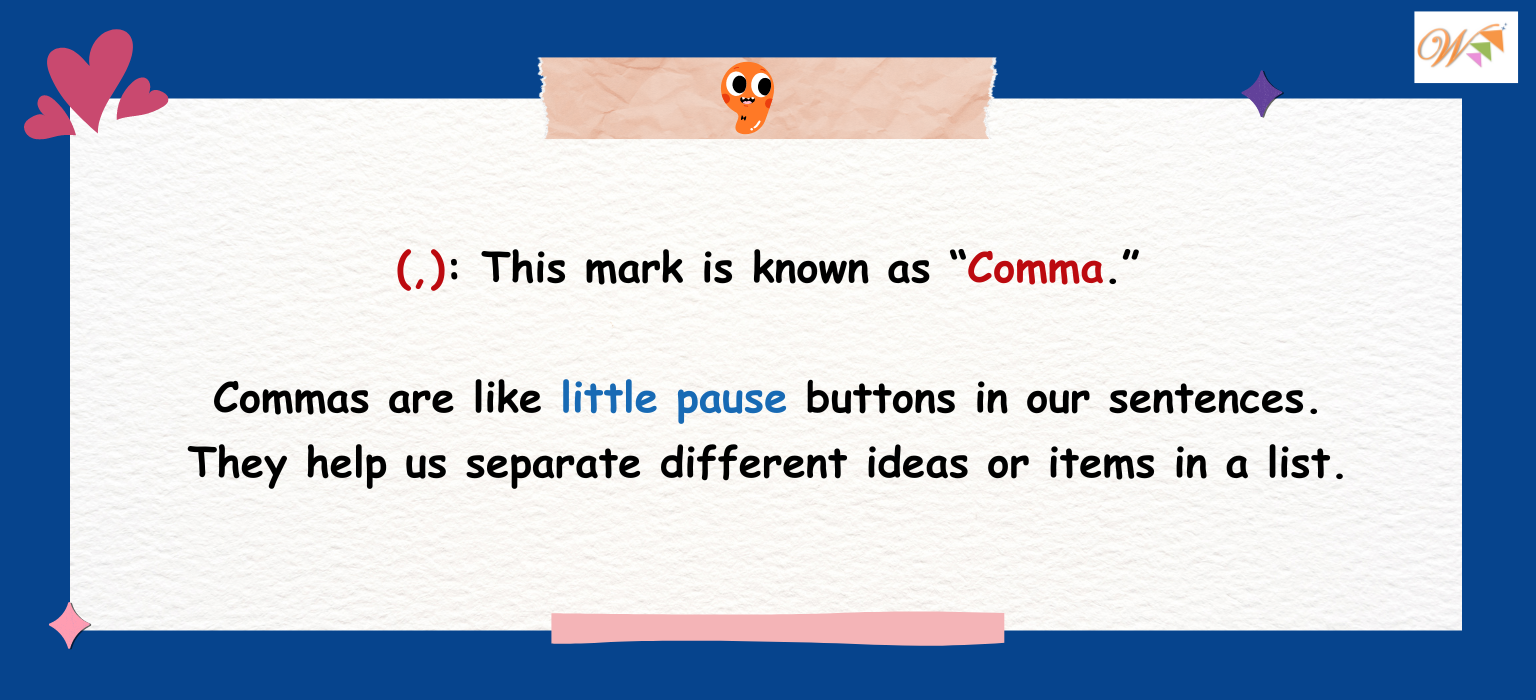 W
(,): This mark is known as “Comma.”
Commas are like little pause buttons in our sentences.
They help us separate different ideas or items in a list.